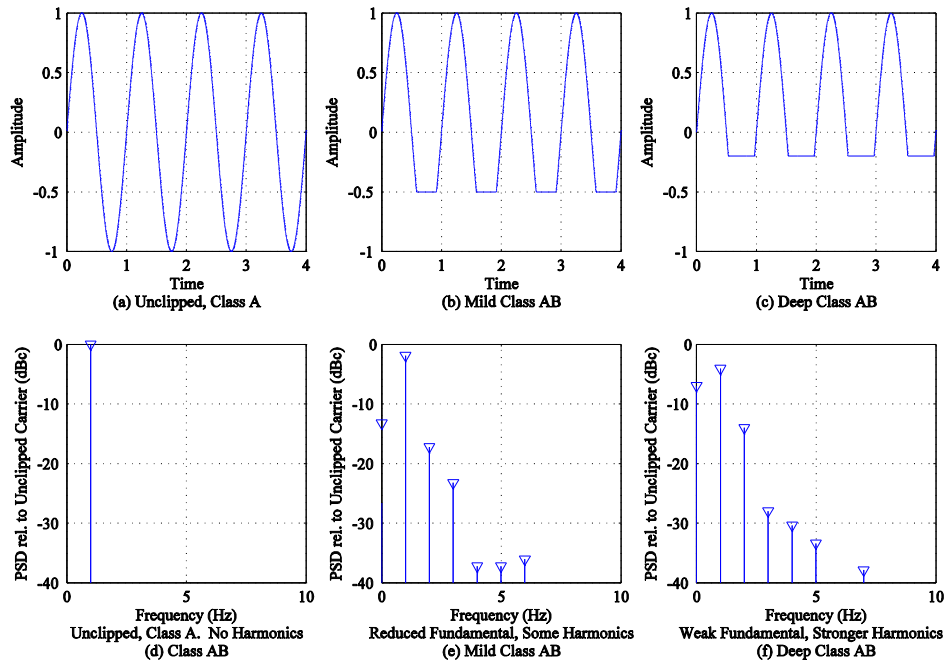 1
0.5
0
-0.5
-1
Amplitude
0 1 2 3 4
Time
(a) Unclipped, Class A
1
0.5
0
-0.5
-1
Amplitude
0 1 2 3 4
Time
(b) Mild Class AB
1
0.5
0
-0.5
-1
Amplitude
0 1 2 3 4
Time
(c) Deep Class AB
0
-10
-20
-30
-40
PSD rel. to Unclipped Carrier (dBc)
0 5 10
Frequency (Hz)
Unclipped, Class A. No Harmonics
(d) Class AB
0
-10
-20
-30
-40
PSD rel. to Unclipped Carrier (dBc)
0 5 10
Frequency (Hz)
Reduced Fundamental, Some Harmonics
(e) Mild Class AB
0
-10
-20
-30
-40
PSD rel. to Unclipped Carrier (dBc)
0 5 10
Frequency (Hz)
Weak Fundamental, Stronger Harmonics
(f) Deep Class AB